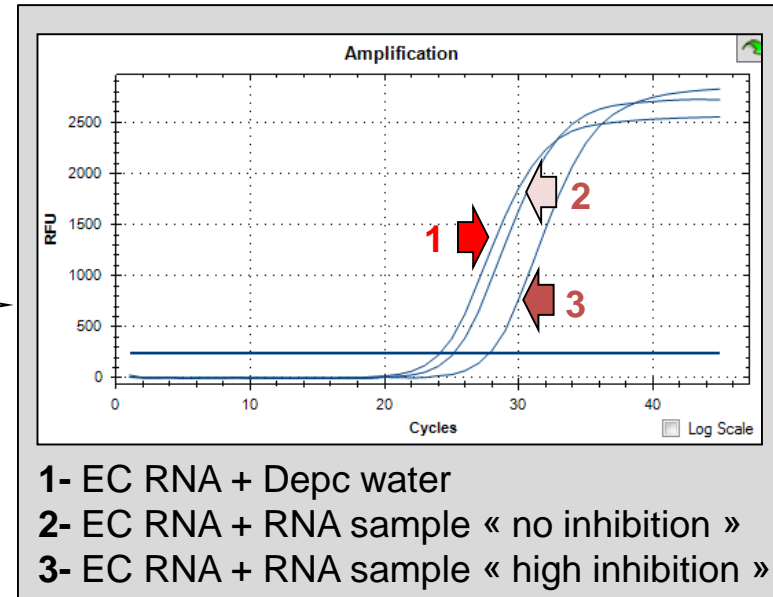 Amplification
2500
2000
1500
1000
500
0
RFU
1
2
3
0 10 20 30 40
Cycles
Log Scale
1- EC RNA + Depc water
2- EC RNA + RNA sample « no inhibition »
3- EC RNA + RNA sample « high inhibition »